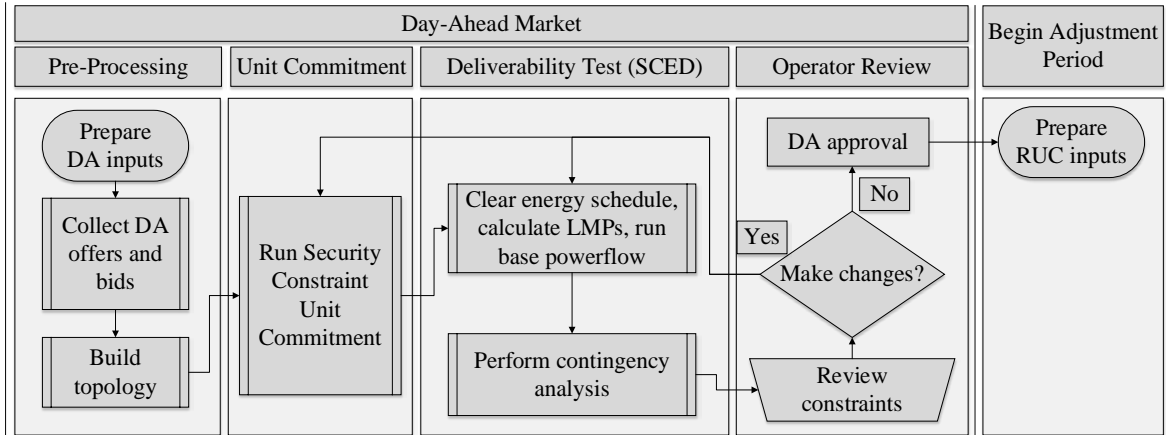 Day-Ahead Market
Begin Adjustment
Period
Pre-Processing
Unit Commitment
Deliverability Test (SCED)
Operator Review
Prepare
DA inputs
Collect DA
offers and
bids
Build
topology
Run Security
Constraint
Unit
Commitment
Clear energy schedule,
calculate LMPs, run
base powerflow
Perform contingency
analysis
DA approval
No
Yes
Make changes?
Review
constraints
Prepare
RUC inputs